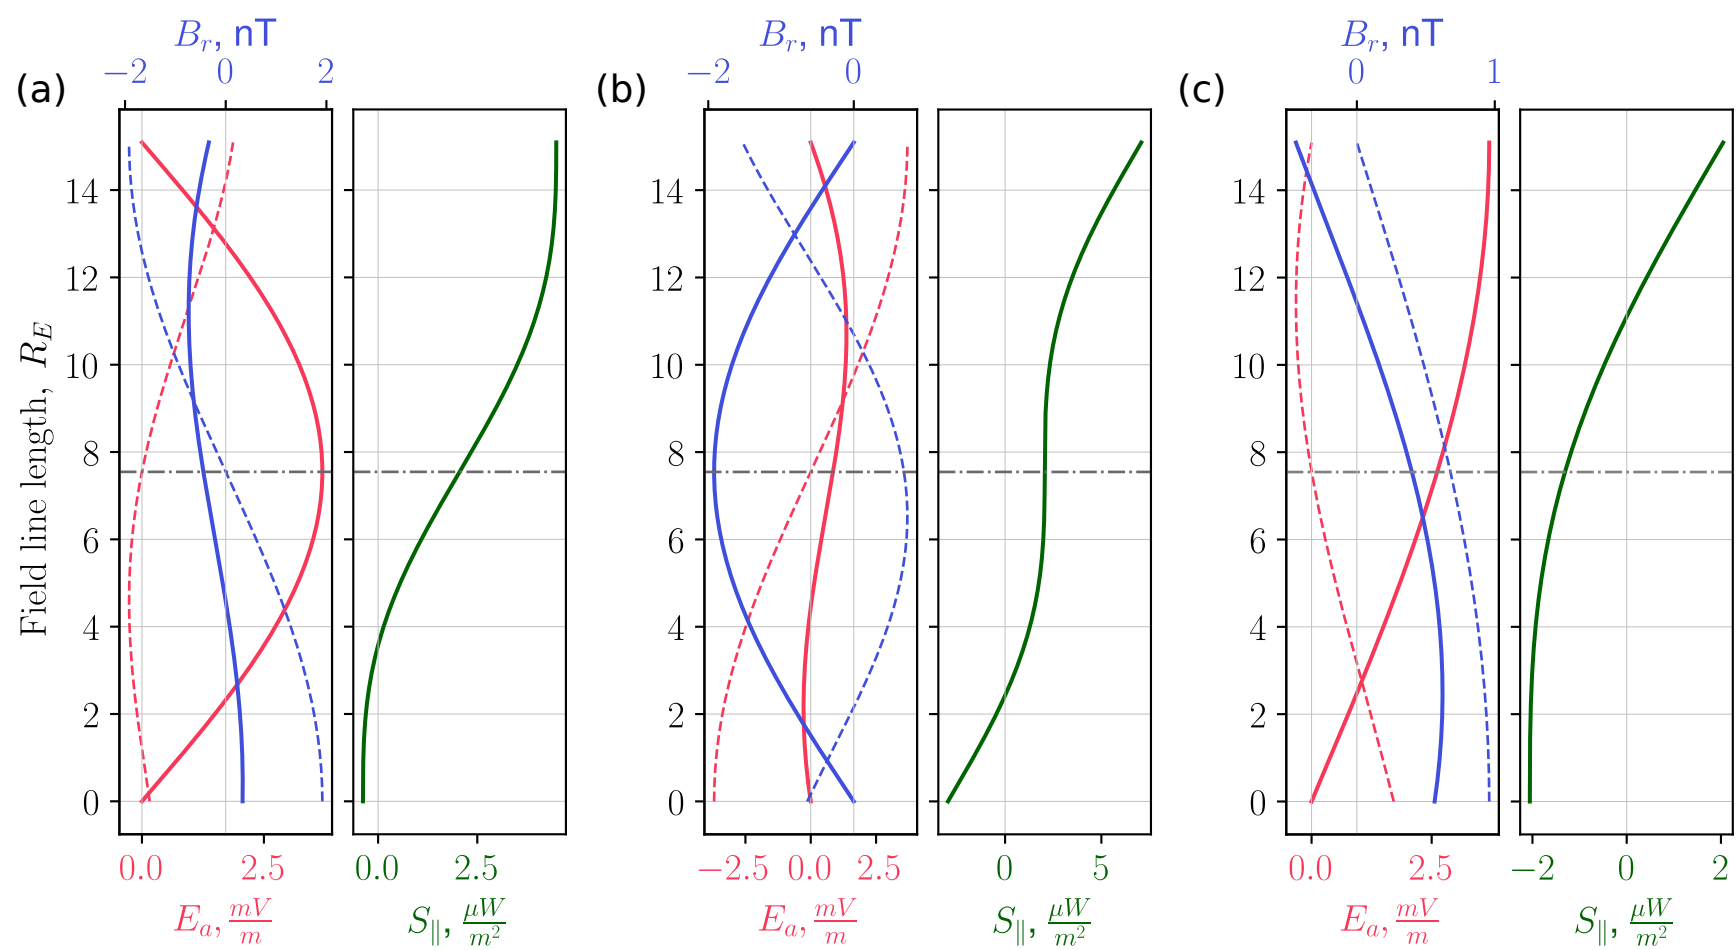 B_r, nT B_r, nT B_r, nT
(a) −2 0 2 (b) −2 0 (c) 0 1
14 14 14
12 12 12
10 10 10
8 8 8
6 6 6
4 4 4
2 2 2
0 0 0
Field line length, R_E
0.0 2.5 0.0 2.5 −2.5 0.0 2.5 0 5 0.0 2.5 −2 0 2
E_a, mV/m S_∥, μW/m² E_a, mV/m S_∥, μW/m² E_a, mV/m S_∥, μW/m²